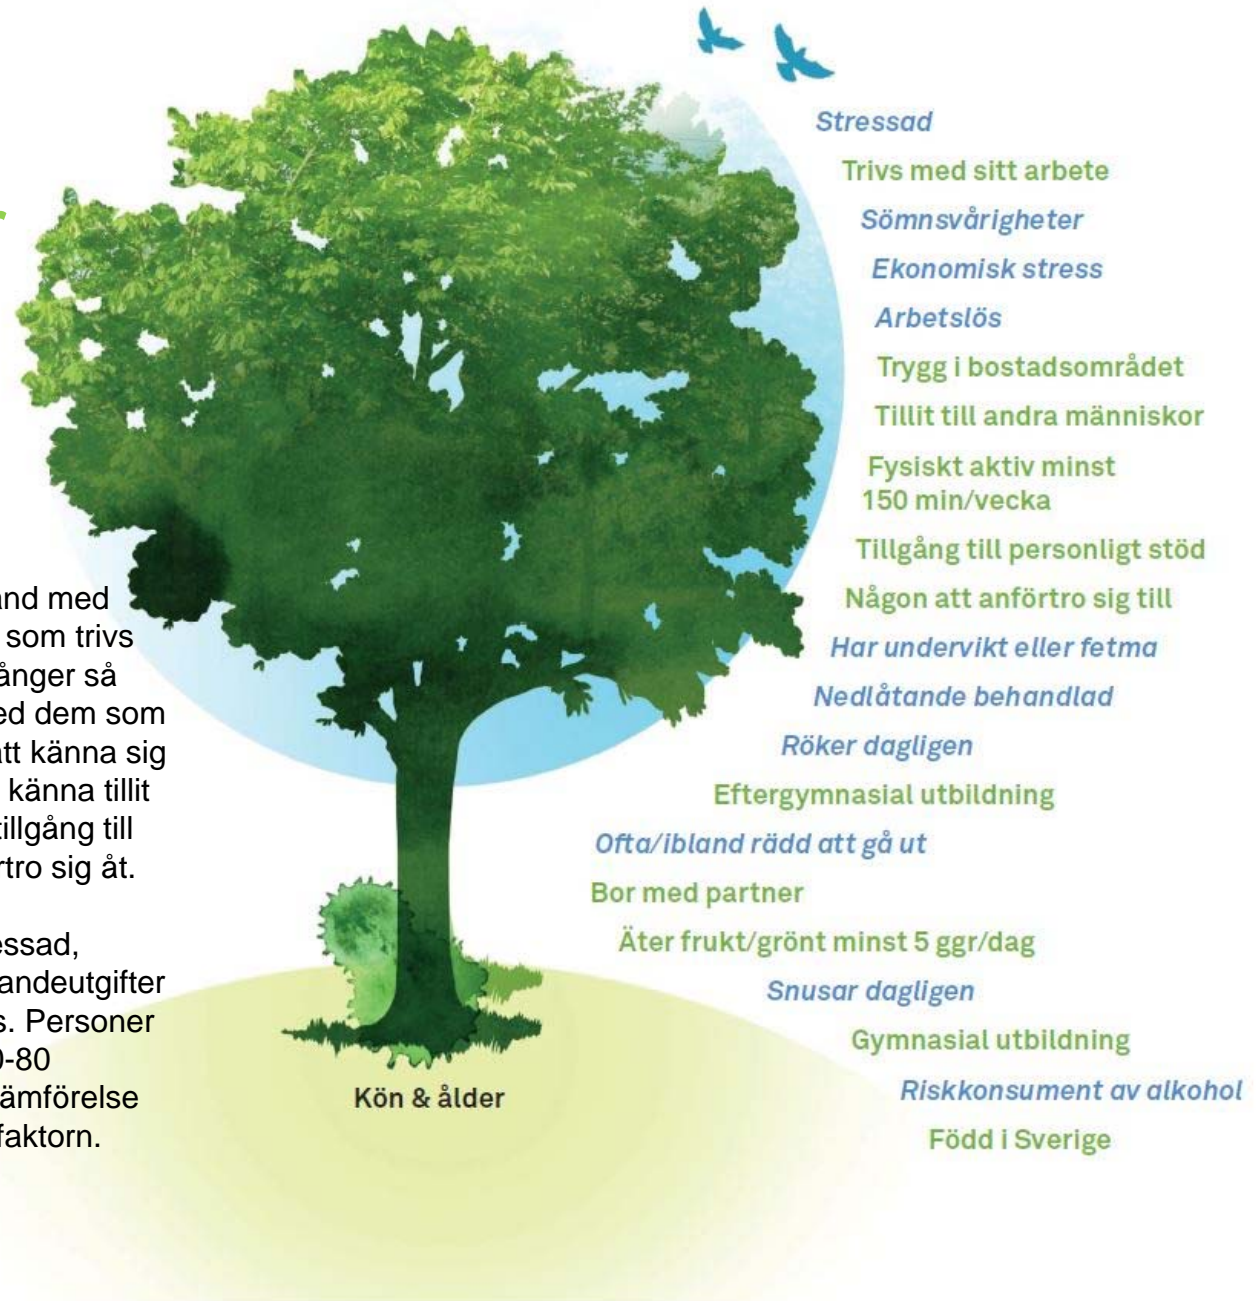 Stressad
Trivs med sitt arbete
Sömnsvårigheter
Ekonomisk stress
Arbetslös
Trygg i bostadsområdet
Tillit till andra människor
Fysiskt aktiv minst
150 min/vecka
Tillgång till personligt stöd
Någon att anförtro sig till
Har undervikt eller fetma
Nedlåtande behandlad
Röker dagligen
Eftergymnasial utbildning
Ofta/ibland rädd att gå ut
Bor med partner
Äter frukt/grönt minst 5 ggr/dag
Snusar dagligen
Gymnasial utbildning
Riskkonsument av alkohol
Född i Sverige
Kön & ålder
and med
som trivs
ånger så
ed dem som
att känna sig
känna tillit
tillgång till
rtro sig åt.
essad,
andeutgifter
s. Personer
0-80
ämförelse
faktorn.